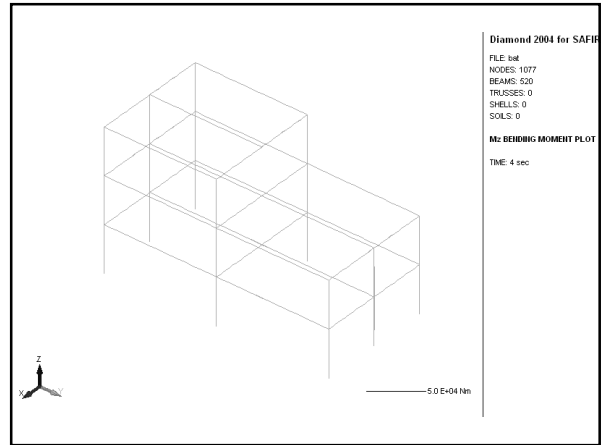 Diamond 2004 for SAFIR
FILE: bat
NODES: 1077
BEAMS: 520
TRUSSES: 0
SHELLS: 0
SOILS: 0
Mz BENDING MOMENT PLOT
TIME: 4 sec
Z
X
Y
5.0 E+04 Nm